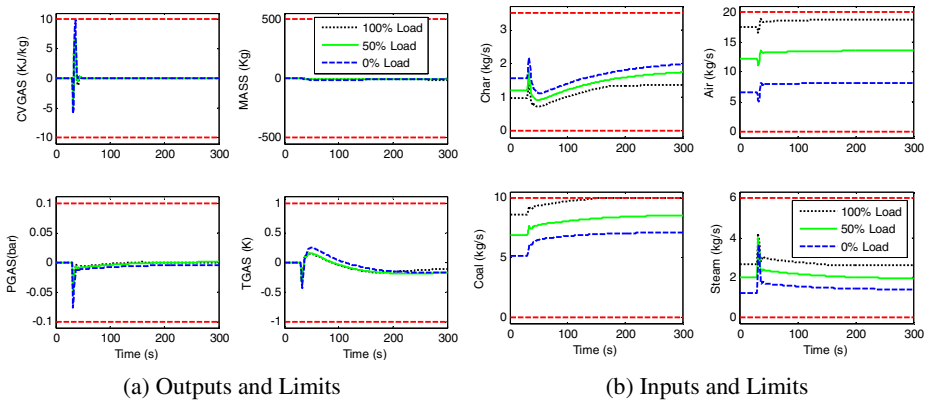 CVGAS (KJ/kg)
10
5
0
-5
-10
0 100 200 300
MASS (Kg)
500
0
-500
0 100 200 300
100% Load
50% Load
0% Load
PGAS(bar)
0.1
0.05
0
-0.05
-0.1
0 100 200 300
Time (s)
TGAS (K)
1
0.5
0
-0.5
-1
0 100 200 300
Time (s)
Char (kg/s)
3
2
1
0
0 100 200 300
Air (kg/s)
20
15
10
5
0
0 100 200 300
Coal (kg/s)
10
5
0
0 100 200 300
Time (s)
Steam (kg/s)
6
4
2
0
0 100 200 300
Time (s)
100% Load
50% Load
0% Load
(a) Outputs and Limits
(b) Inputs and Limits